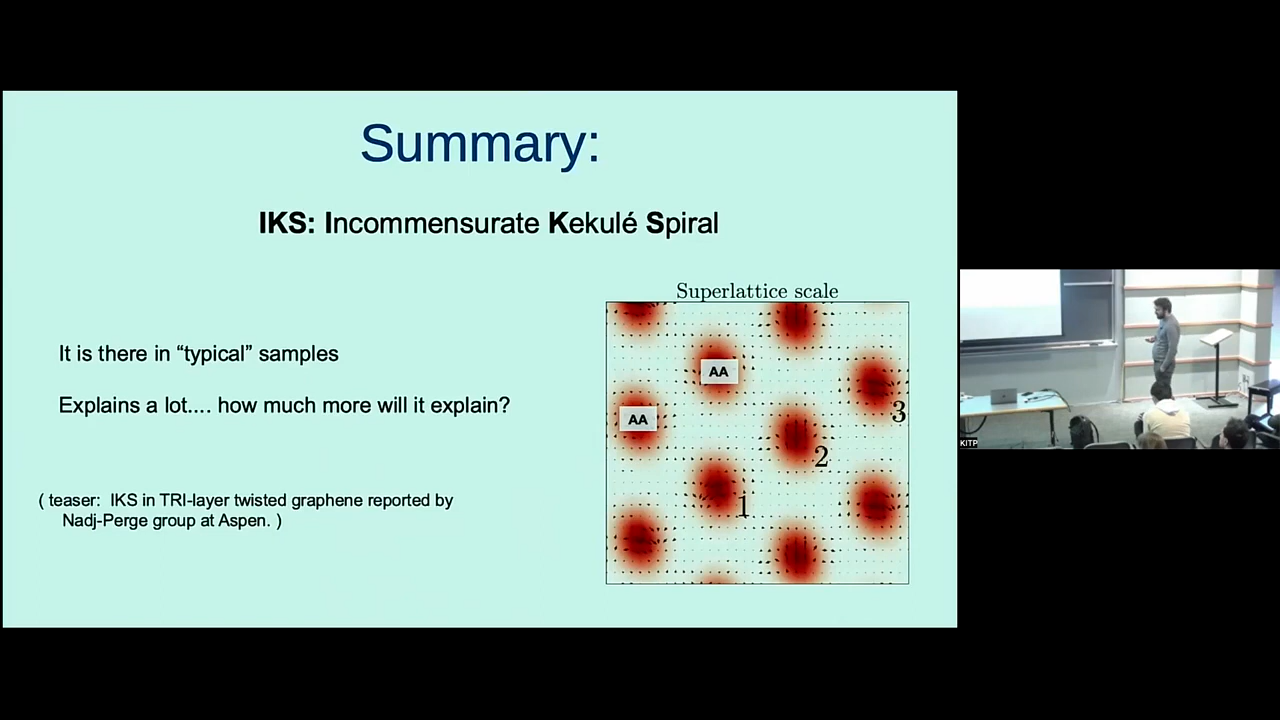 Summary:
IKS: Incommensurate Kekulé Spiral
It is there in “typical” samples
Explains a lot.... how much more will it explain?
( teaser:  IKS in TRI-layer twisted graphene reported by
Nadj-Perge group at Aspen. )
Superlattice scale
AA
3
AA
2
1
KITP